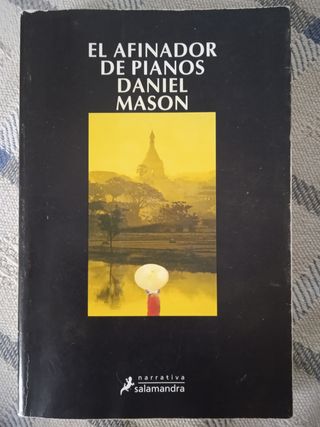 EL AFINADOR
DE PIANOS
DANIEL
MASON
narrativa
salamandra